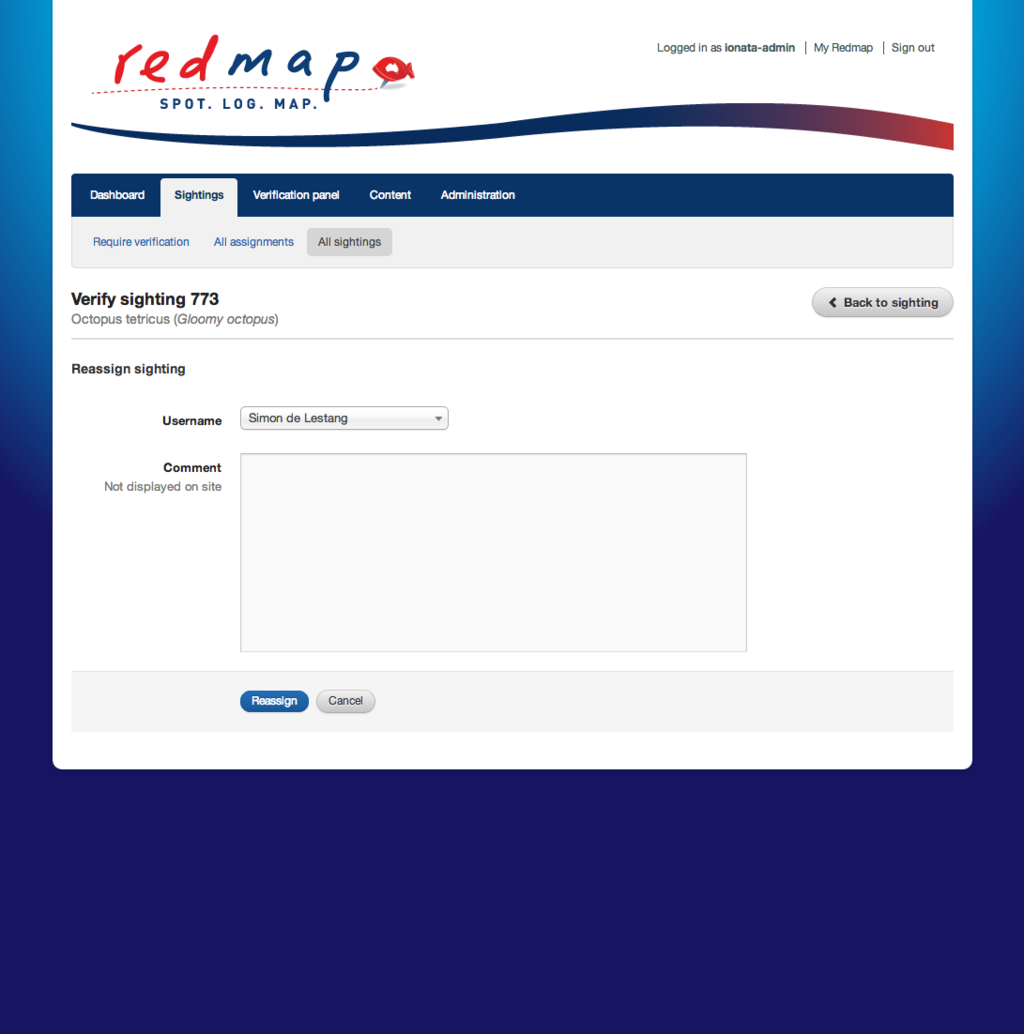 redmap
SPOT. LOG. MAP.
Logged in as ionata-admin | My Redmap | Sign out
Dashboard Sightings Verification panel Content Administration
Require verification All assignments All sightings
Verify sighting 773
Octopus tetricus (Gloomy octopus)
Back to sighting
Reassign sighting
Username Simon de Lestang
Comment
Not displayed on site
Reassign Cancel